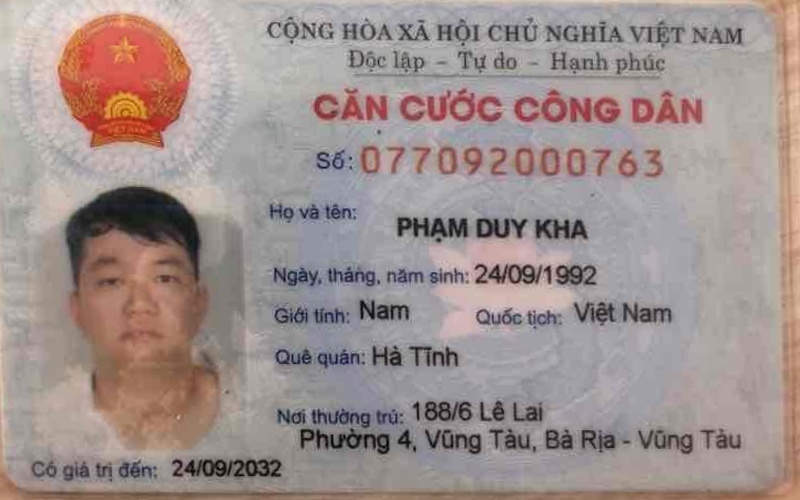 CỘNG HÒA XÃ HỘI CHỦ NGHĨA VIỆT NAM
Độc lập – Tự do – Hạnh phúc
CĂN CƯỚC CÔNG DÂN
Số: 077092000763
Họ và tên: PHẠM DUY KHA
Ngày, tháng, năm sinh: 24/09/1992
Giới tính: Nam Quốc tịch: Việt Nam
Quê quán: Hà Tĩnh
Nơi thường trú: 188/6 Lê Lai
Phường 4, Vũng Tàu, Bà Rịa - Vũng Tàu
Có giá trị đến: 24/09/2032
VIỆT NAM